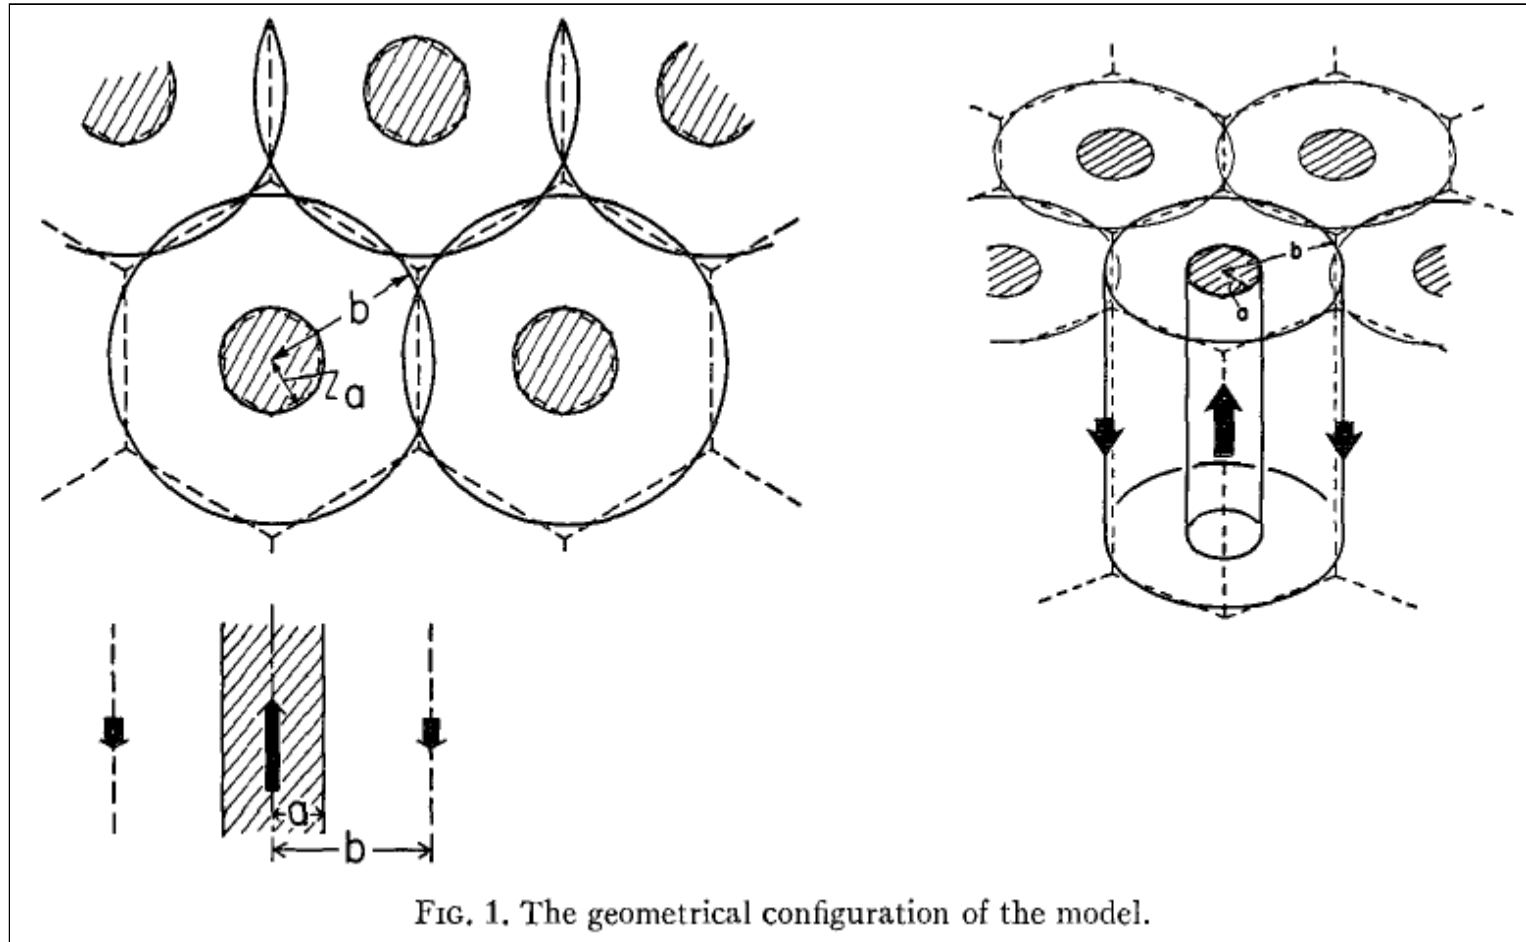 b
a
b
a
a
b
FIG. 1. The geometrical configuration of the model.